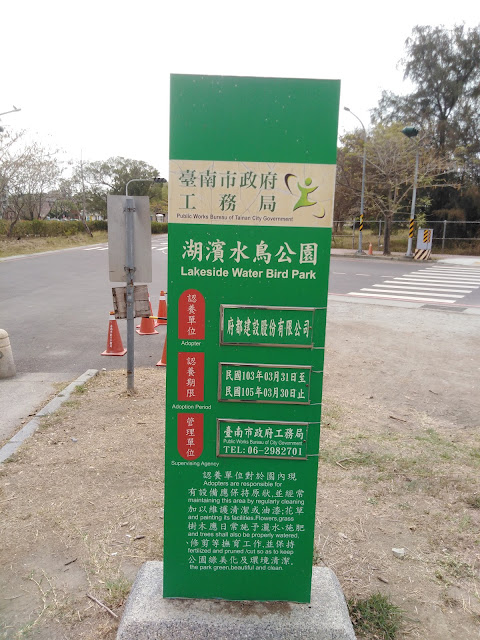 臺南市政府
工務局
Public Works Bureau of Tainan City Government
湖濱水鳥公園
Lakeside Water Bird Park
認養單位
Adopter
府都建設股份有限公司
認養期限
Adoption Period
民國103年03月31日至
民國105年03月30日止
管理單位
Supervising Agency
臺南市政府工務局
Public Works Bureau of Tainan City Government
TEL: 06-2982701
認養單位對於園內現
Adopters are responsible for
有設備應保持原狀,並經常
maintaining this area by regularly cleaning
加以維護清潔或油漆;花草
and painting its facilities.Flowers,grass
樹木應日常施予灑水、施肥
and trees shall also be properly watered,
、修剪等撫育工作,並保持
fertilized and pruned /cut so as to keep
公園綠美化及環境清潔。
the park green,beautiful and clean.